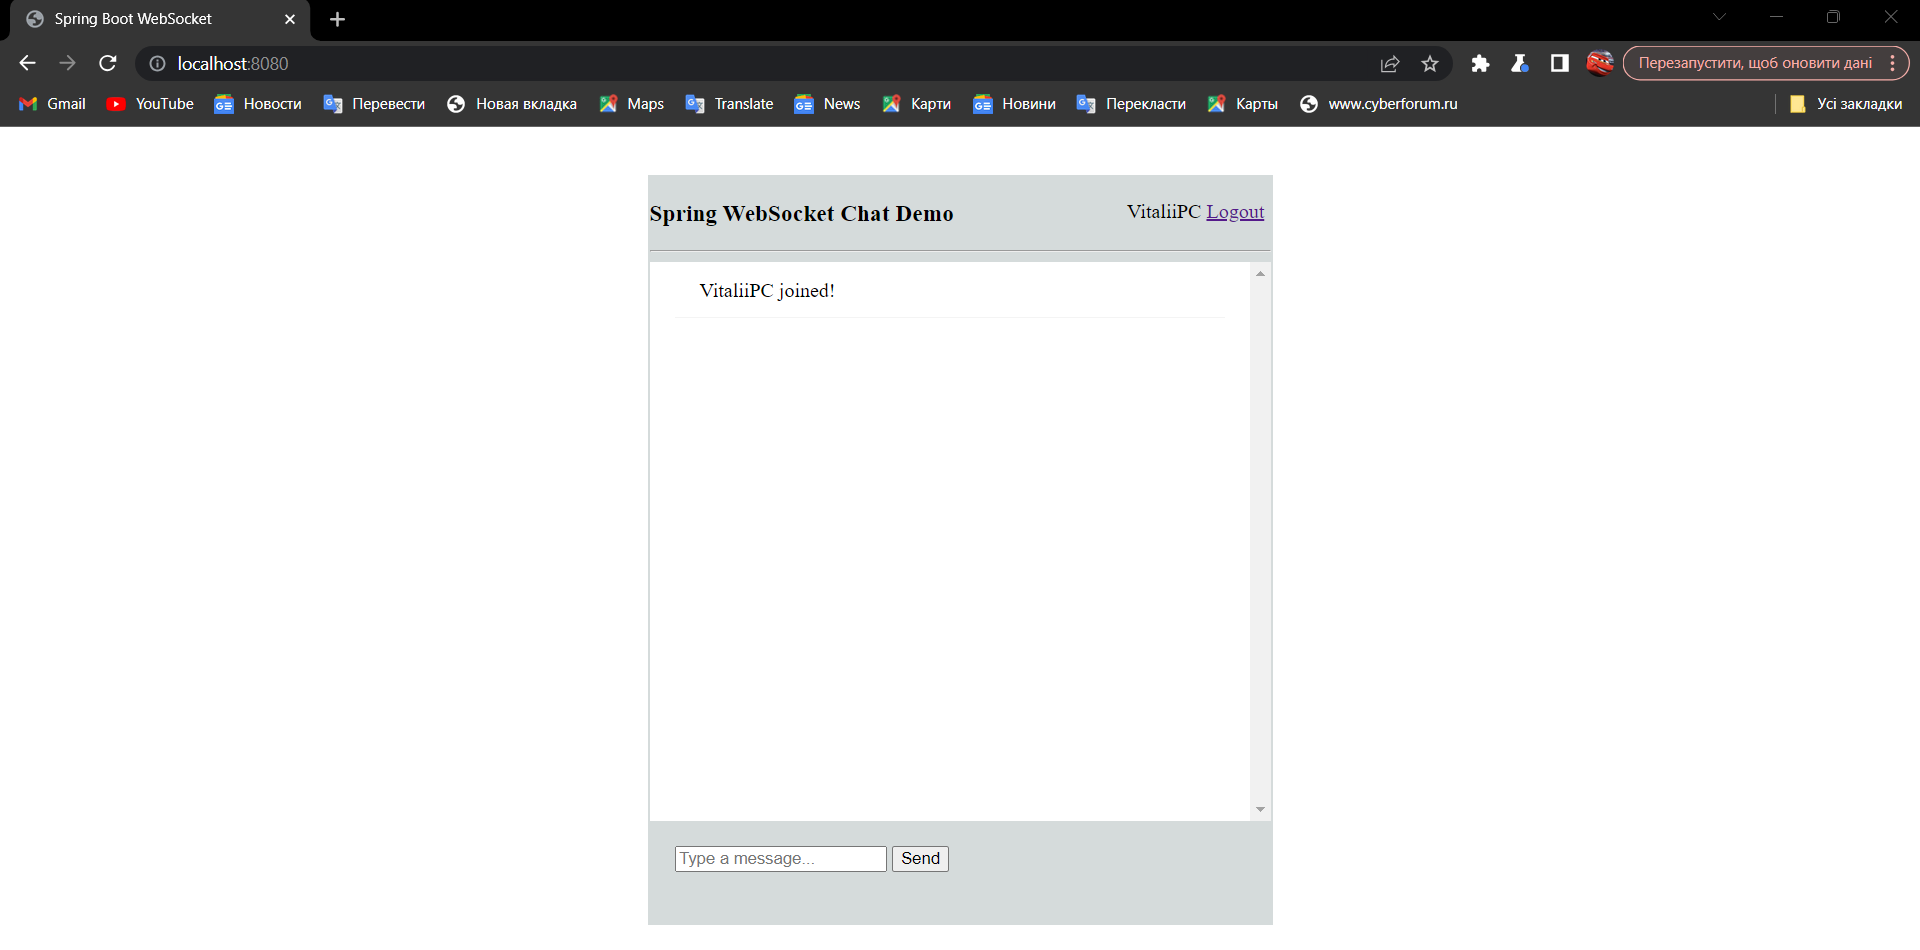 Spring Boot WebSocket
localhost:8080
Перезапустити, щоб оновити дані
Gmail YouTube Новости Перевести Новая вкладка Maps Translate News Карти Новини Перекласти Карты www.cyberforum.ru Усі закладки
Spring WebSocket Chat Demo VitaliiPC Logout
VitaliiPC joined!
Type a message... Send